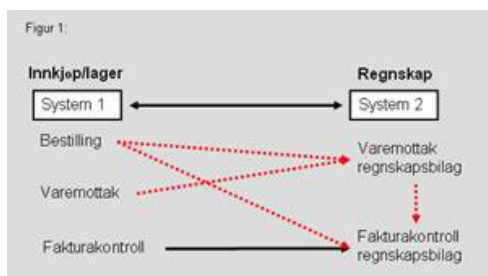 Figur 1:
Innkjøp/lager
Regnskap
System 1
System 2
Bestilling
Varemottak
regnskapsbilag
Varemottak
Fakturakontroll
Fakturakontroll
regnskapsbilag